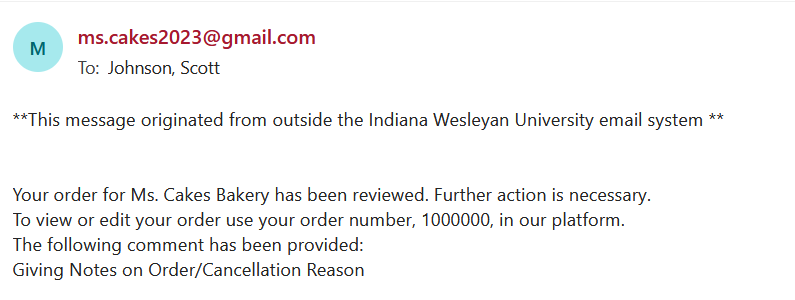 M
ms.cakes2023@gmail.com
To: Johnson, Scott
**This message originated from outside the Indiana Wesleyan University email system **
Your order for Ms. Cakes Bakery has been reviewed. Further action is necessary.
To view or edit your order use your order number, 1000000, in our platform.
The following comment has been provided:
Giving Notes on Order/Cancellation Reason